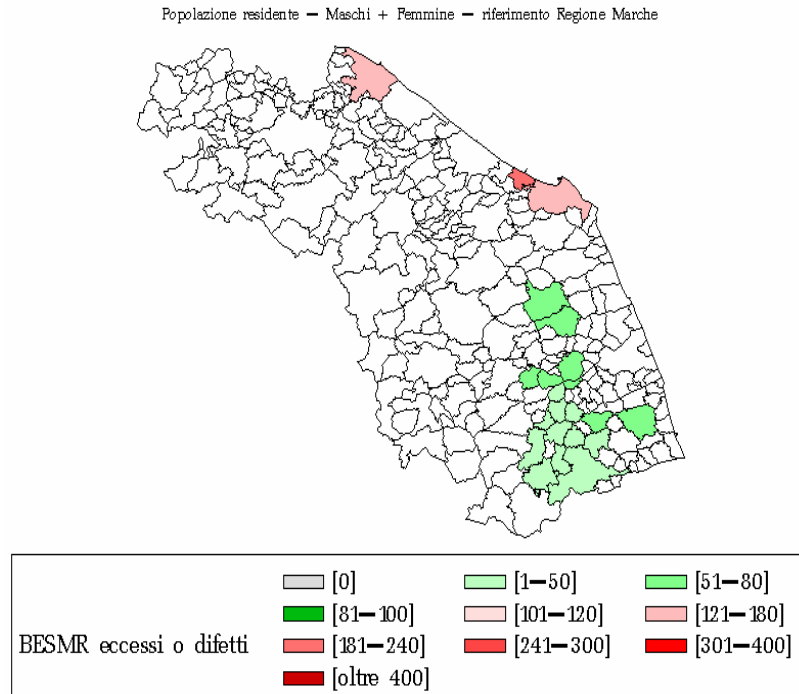 Popolazione residente − Maschi + Femmine − riferimento Regione Marche
[0] [1−50] [51−80]
[81−100] [101−120] [121−180]
BESMR eccessi o difetti [181−240] [241−300] [301−400]
[oltre 400]